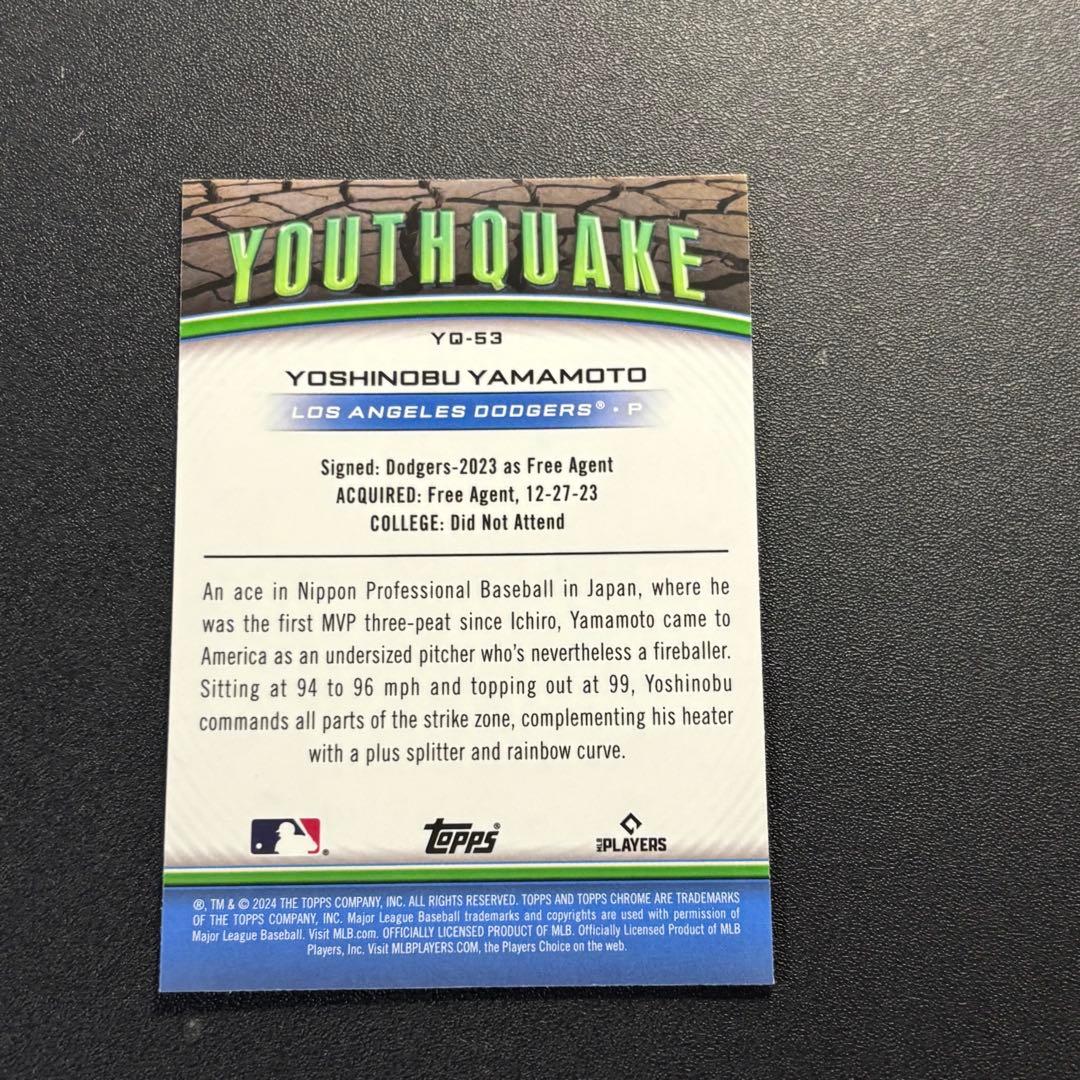 YOUTHQUAKE
YQ-53
YOSHINOBU YAMAMOTO
LOS ANGELES DODGERS® • P
Signed: Dodgers-2023 as Free Agent
ACQUIRED: Free Agent, 12-27-23
COLLEGE: Did Not Attend
An ace in Nippon Professional Baseball in Japan, where he
was the first MVP three-peat since Ichiro, Yamamoto came to
America as an undersized pitcher who's nevertheless a fireballer.
Sitting at 94 to 96 mph and topping out at 99, Yoshinobu
commands all parts of the strike zone, complementing his heater
with a plus splitter and rainbow curve.
® Topps® MLB PLAYERS
®, TM & © 2024 THE TOPPS COMPANY, INC. ALL RIGHTS RESERVED. TOPPS AND TOPPS CHROME ARE TRADEMARKS
OF THE TOPPS COMPANY, INC. Major League Baseball trademarks and copyrights are used with permission of
Major League Baseball. Visit MLB.com. OFFICIALLY LICENSED PRODUCT OF MLB. Officially Licensed Product of MLB
Players, Inc. Visit MLBPLAYERS.COM, the Players Choice on the web.